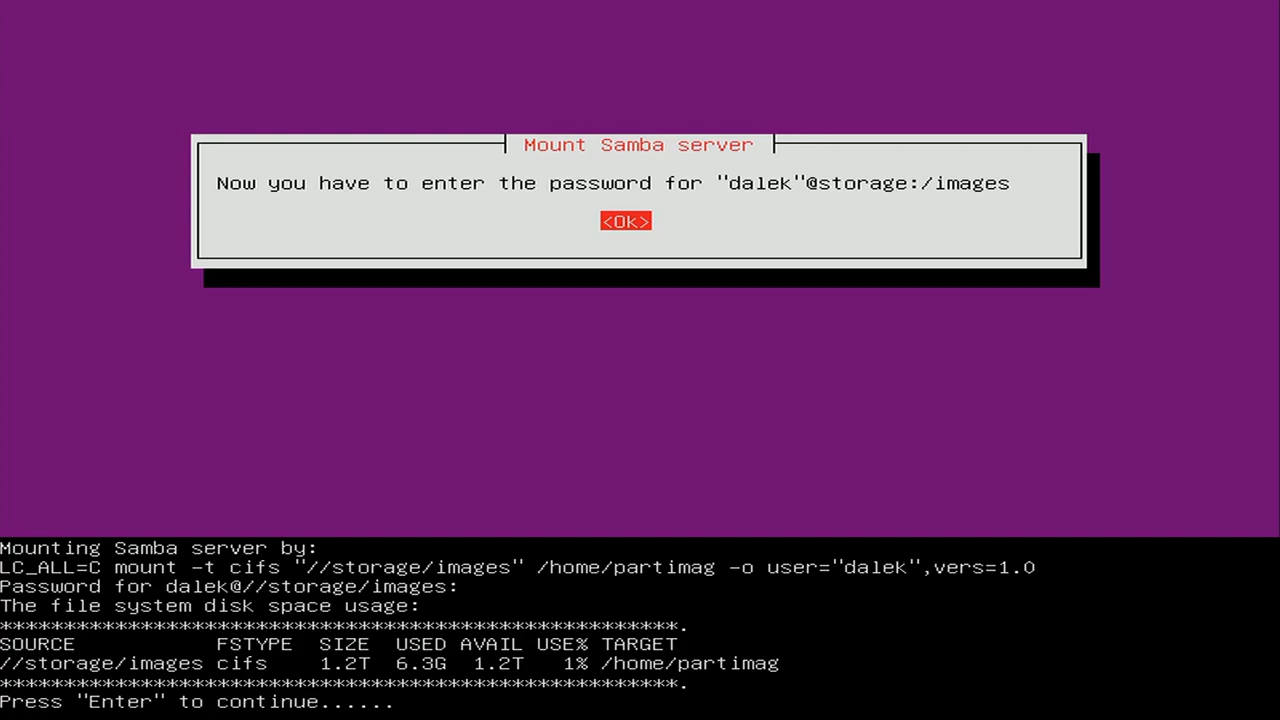 Mount Samba server
Now you have to enter the password for "dalek"@storage:/images
<Ok>
Mounting Samba server by:
LC_ALL=C mount -t cifs "//storage/images" /home/partimag -o user="dalek",vers=1.0
Password for dalek@//storage/images:
The file system disk space usage:
*****************************************************.
SOURCE           FSTYPE  SIZE  USED AVAIL USE% TARGET
//storage/images cifs    1.2T  6.3G  1.2T   1% /home/partimag
*****************************************************.
Press "Enter" to continue......